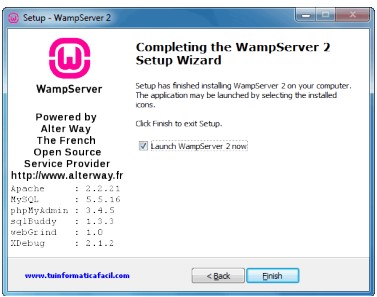 Setup - WampServer 2
WampServer
Powered by
Alter Way
The French
Open Source
Service Provider
http://www.alterway.fr
Apache : 2.2.21
MySQL : 5.5.16
phpMyAdmin : 3.4.5
sqlBuddy : 1.3.3
webGrind : 1.0
XDebug : 2.1.2
Completing the WampServer 2
Setup Wizard
Setup has finished installing WampServer 2 on your computer.
The application may be launched by selecting the installed
icons.
Click Finish to exit Setup.
Launch WampServer 2 now
www.tuinformaticafacil.com
< Back
Finish